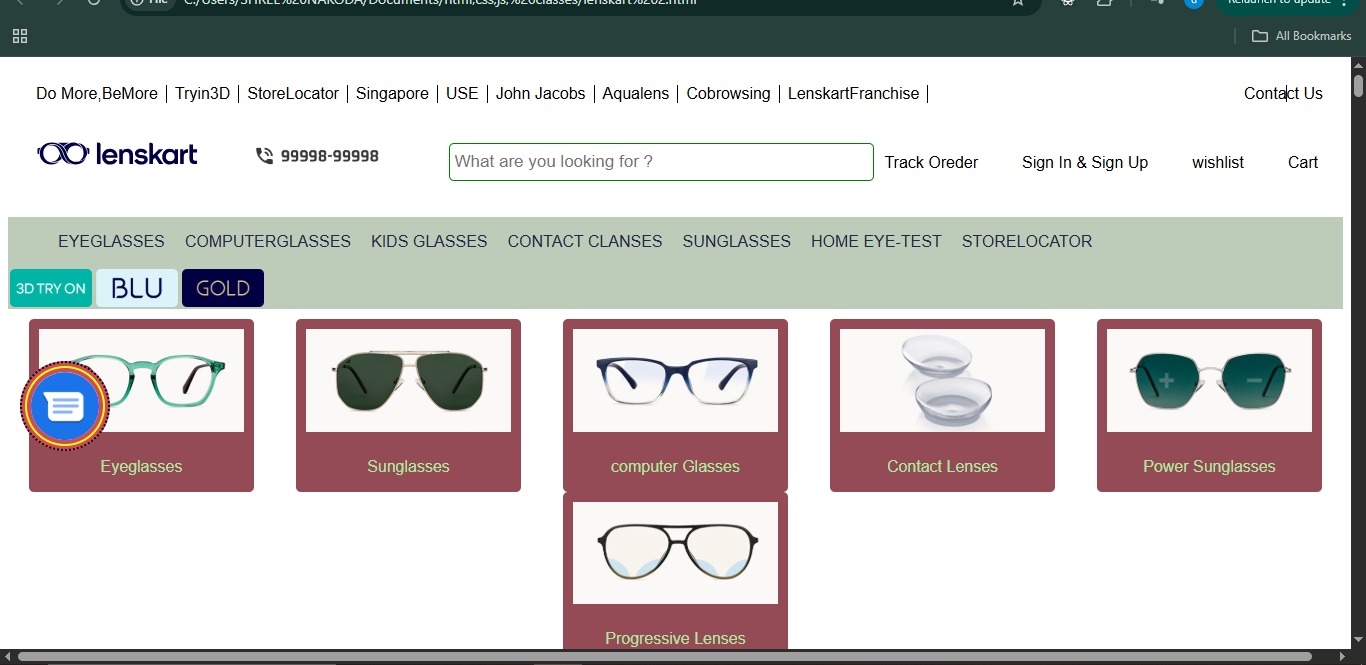 File C:/Users/SHREE%20NAKODA/Documents/html,css,js,%20classes/lenskart%202.html Relaunch to update
All Bookmarks
Do More,BeMore Tryin3D StoreLocator Singapore USE John Jacobs Aqualens Cobrowsing LenskartFranchise Contact Us
lenskart 99998-99998 What are you looking for ? Track Oreder Sign In & Sign Up wishlist Cart
EYEGLASSES COMPUTERGLASSES KIDS GLASSES CONTACT CLANSES SUNGLASSES HOME EYE-TEST STORELOCATOR
3D TRY ON BLU GOLD
Eyeglasses Sunglasses computer Glasses Contact Lenses Power Sunglasses
Progressive Lenses